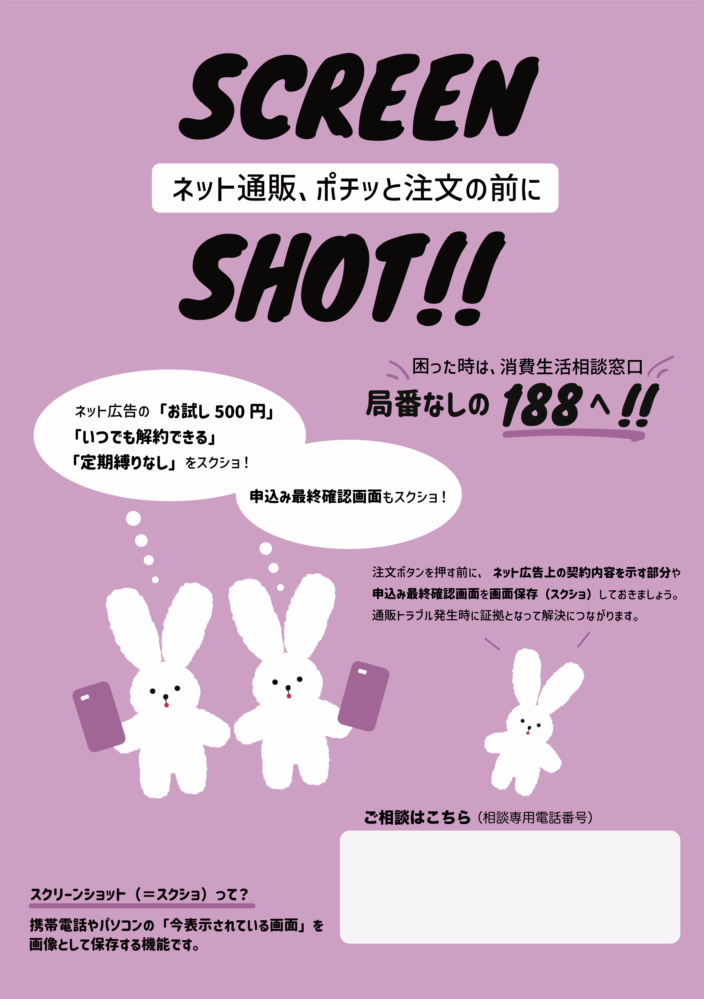 SCREEN
ネット通販、ポチッと注文の前に
SHOT!!
困った時は、消費生活相談窓口
局番なしの 188 へ!!
ネット広告の「お試し 500 円」
「いつでも解約できる」
「定期縛りなし」をスクショ！
申込み最終確認画面もスクショ！
注文ボタンを押す前に、ネット広告上の契約内容を示す部分や
申込み最終確認画面を画面保存（スクショ）しておきましょう。
通販トラブル発生時に証拠となって解決につながります。
ご相談はこちら（相談専用電話番号）
スクリーンショット（＝スクショ）って？
携帯電話やパソコンの「今表示されている画面」を
画像として保存する機能です。